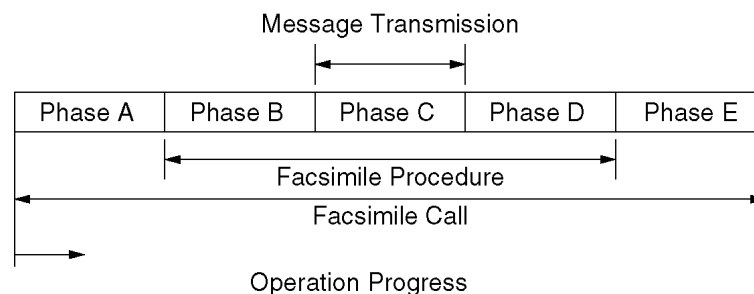 Message Transmission
Phase A Phase B Phase C Phase D Phase E
Facsimile Procedure
Facsimile Call
Operation Progress